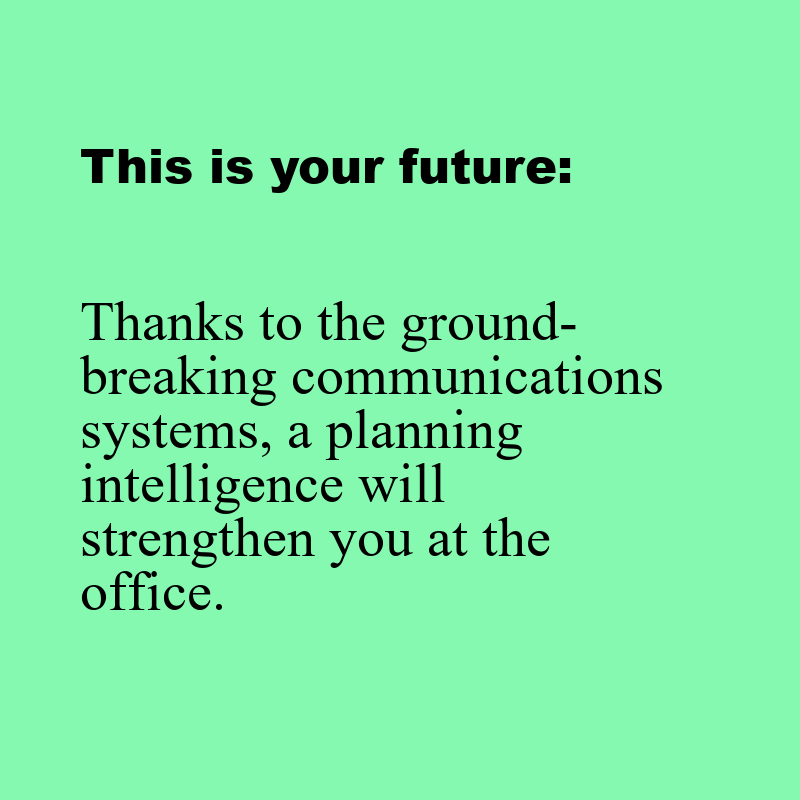 This is your future:
Thanks to the ground-
breaking communications
systems, a planning
intelligence will
strengthen you at the
office.